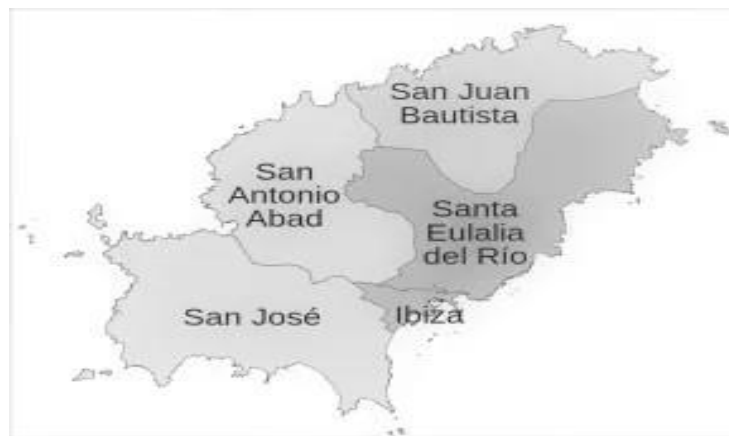 San Juan
Bautista
San
Antonio
Abad
Santa
Eulalia
del Río
San José
Ibiza